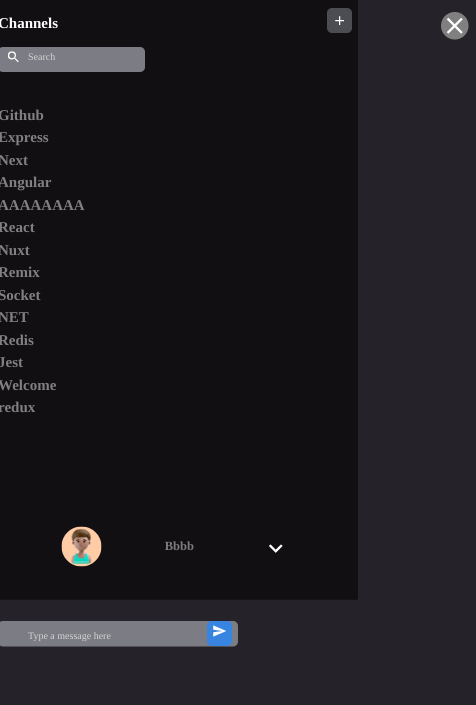 Channels
+
Search
Github
Express
Next
Angular
AAAAAAAA
React
Nuxt
Remix
Socket
NET
Redis
Jest
Welcome
redux
Bbbb
Type a message here